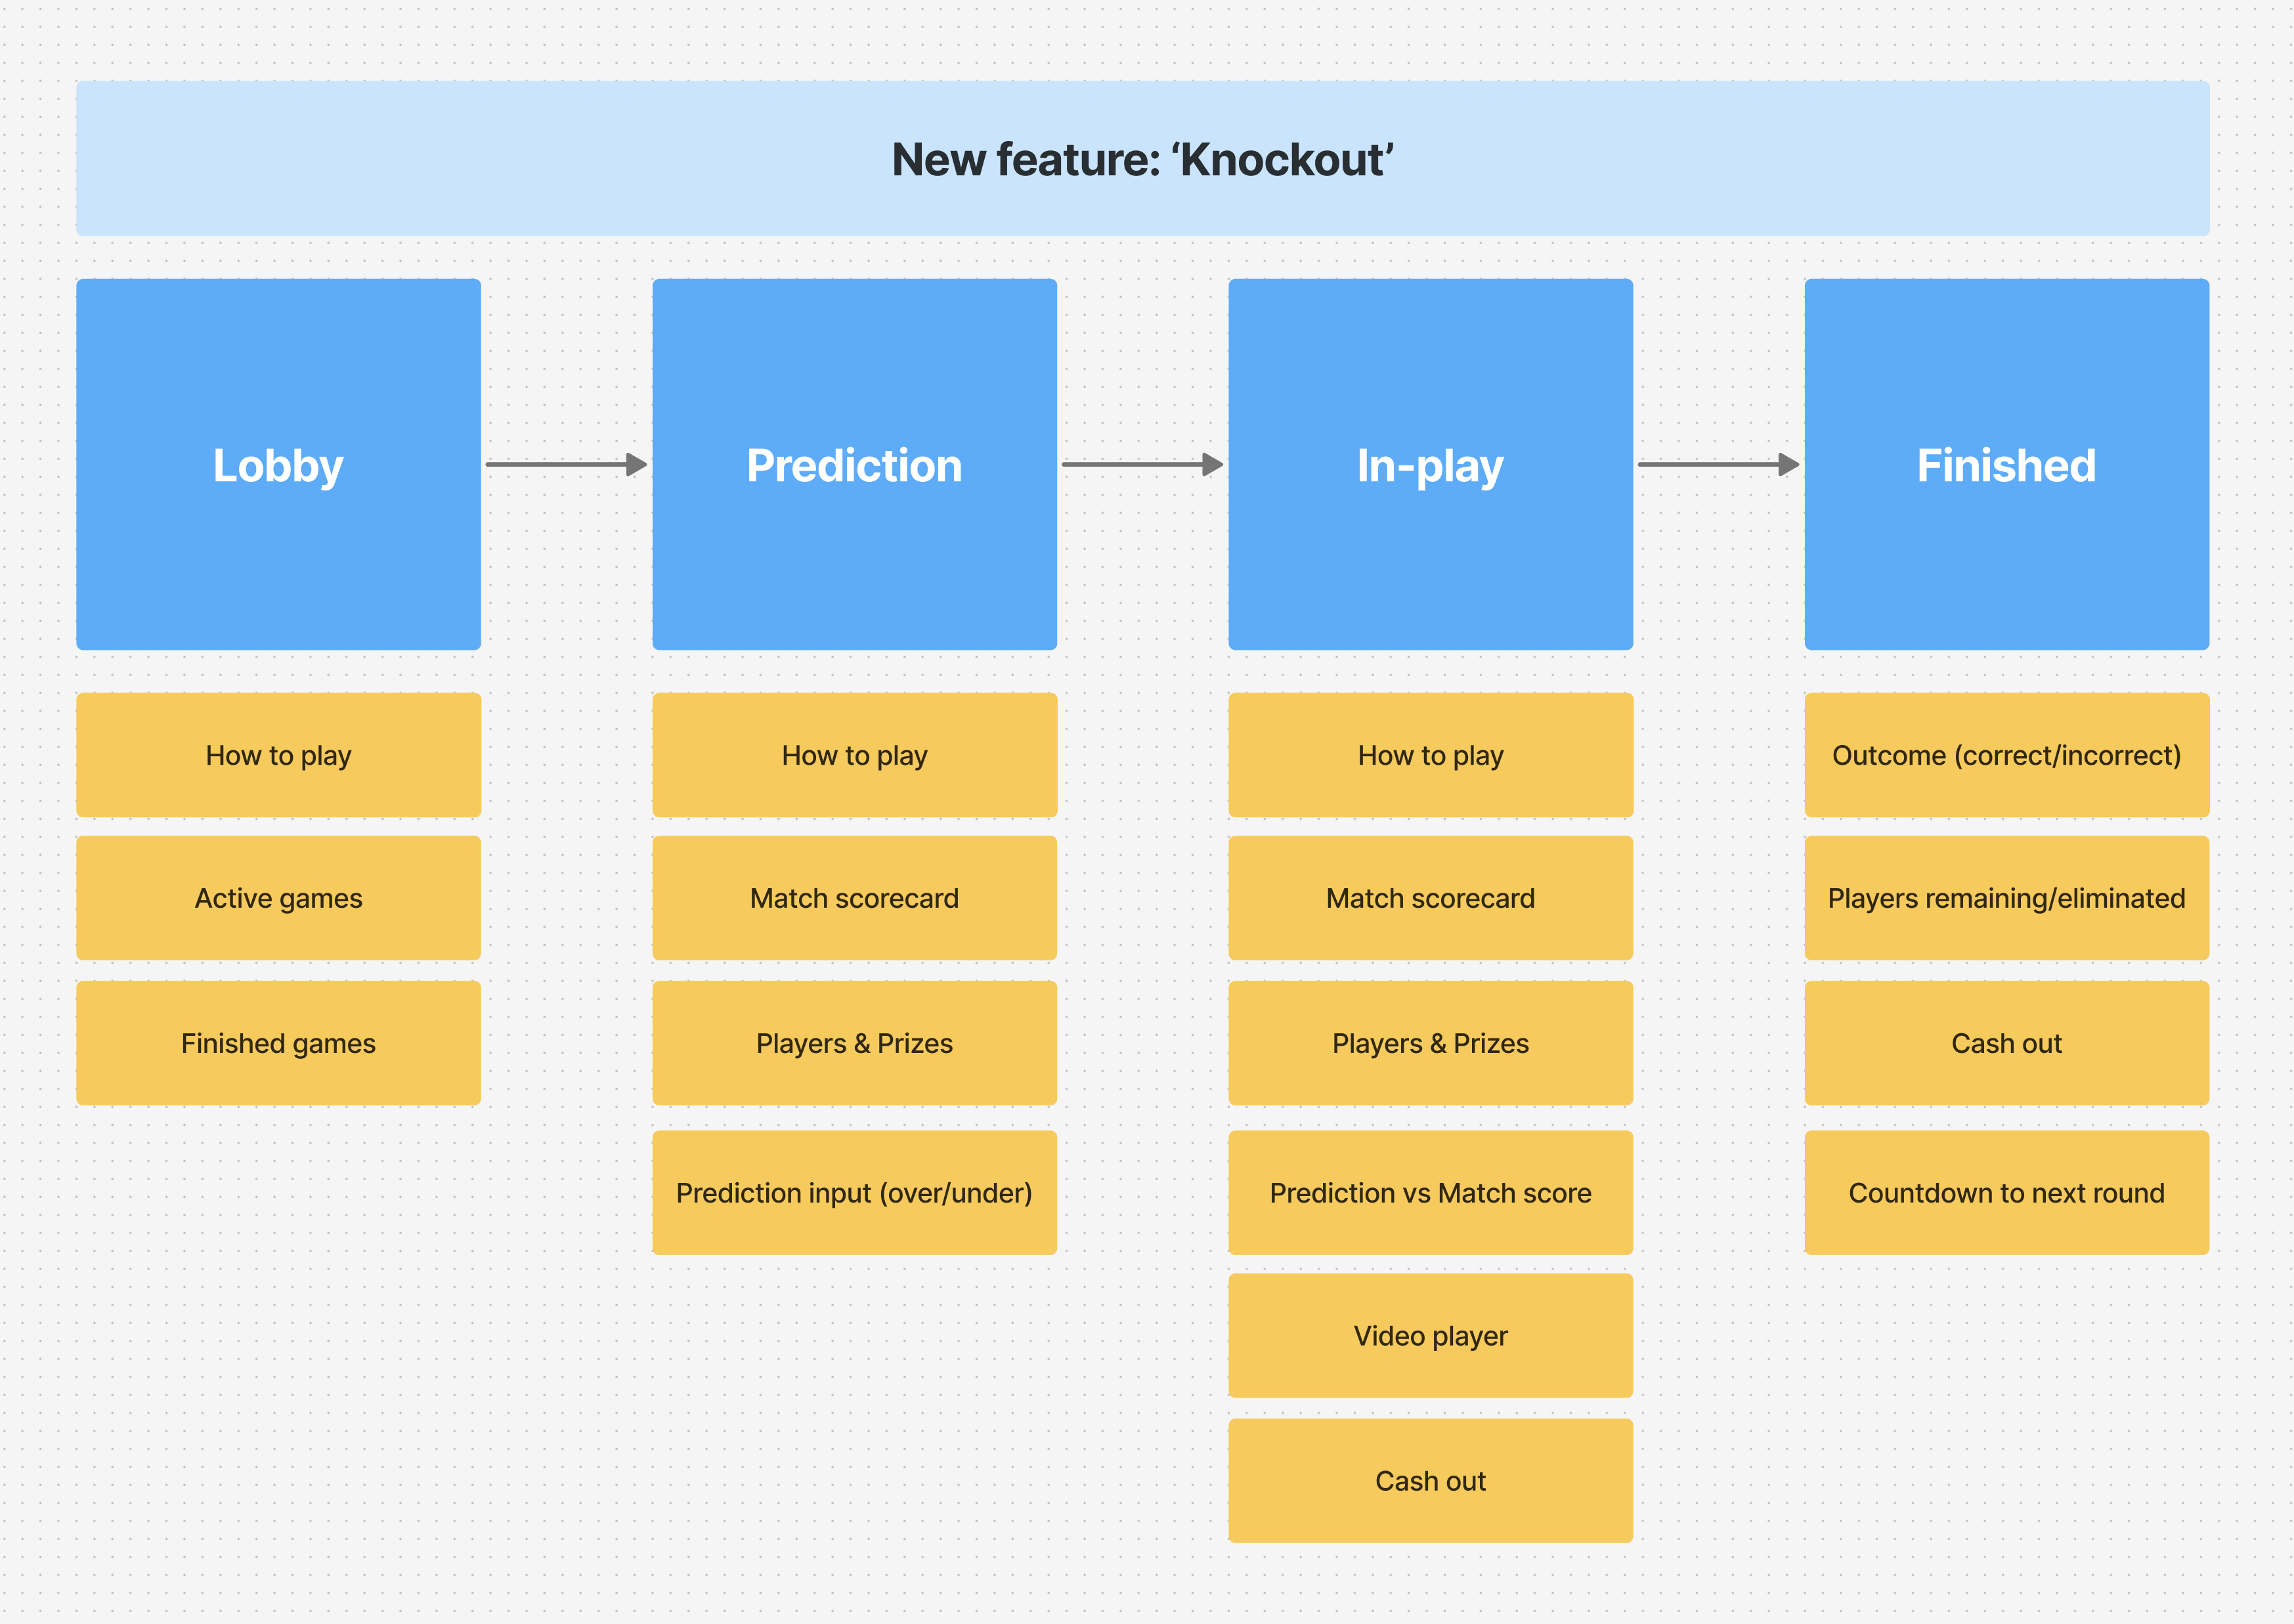 New feature: ‘Knockout’
Lobby
Prediction
In-play
Finished
How to play
Active games
Finished games
How to play
Match scorecard
Players & Prizes
Prediction input (over/under)
How to play
Match scorecard
Players & Prizes
Prediction vs Match score
Video player
Cash out
Outcome (correct/incorrect)
Players remaining/eliminated
Cash out
Countdown to next round